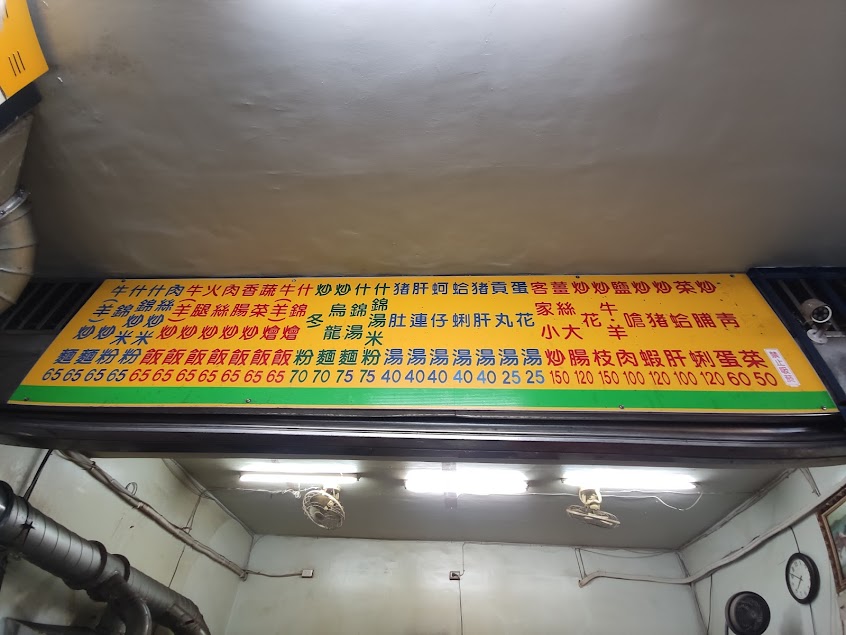 牛(羊)炒麵 65
什錦炒麵 65
什錦炒米粉 65
肉絲炒米粉 65
牛(羊)炒飯 65
火腿炒飯 65
肉絲炒飯 65
香腸炒飯 65
蔬菜炒飯 65
牛(羊)燴飯 65
什錦燴飯 65
炒冬粉 70
炒烏龍麵 70
什錦湯麵 75
什錦湯米粉 75
豬肚湯 40
肝連湯 40
蚵仔湯 40
蛤蜊湯 40
豬肝湯 40
貢丸湯 25
蛋花湯 25
客家小炒 150
薑絲大腸 120
炒花枝 150
炒牛羊肉 100
鹽嗆蝦 120
炒豬肝 100
炒蛤蜊 120
菜脯蛋 60
炒青菜 50